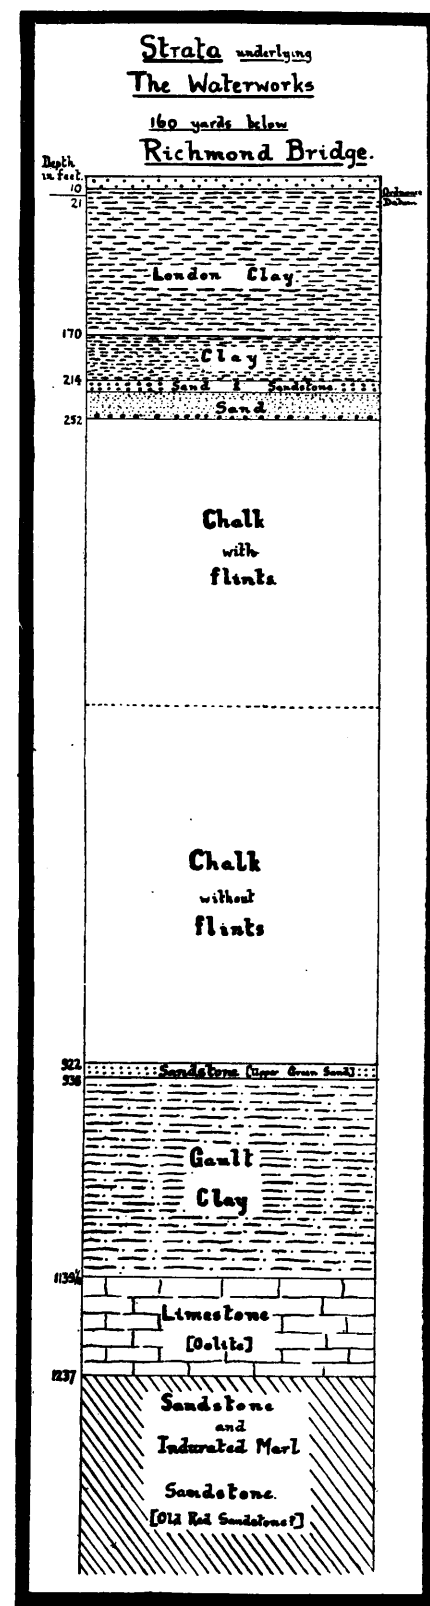 Strata underlying
The Waterworks
160 yards below
Richmond Bridge.
Depth
in feet.
10
Ordnance
Datum
21
London Clay.
170
Clay
214
Sand & Sandstone
Sand
252
Chalk
with
flints
Chalk
without
flints
922
Sandstone [Upper Green Sand]
938
Gault
Clay
1139½
Limestone
[Oolite]
1237
Sandstone
and
Indurated Marl
Sandstone.
[Old Red Sandstone?]